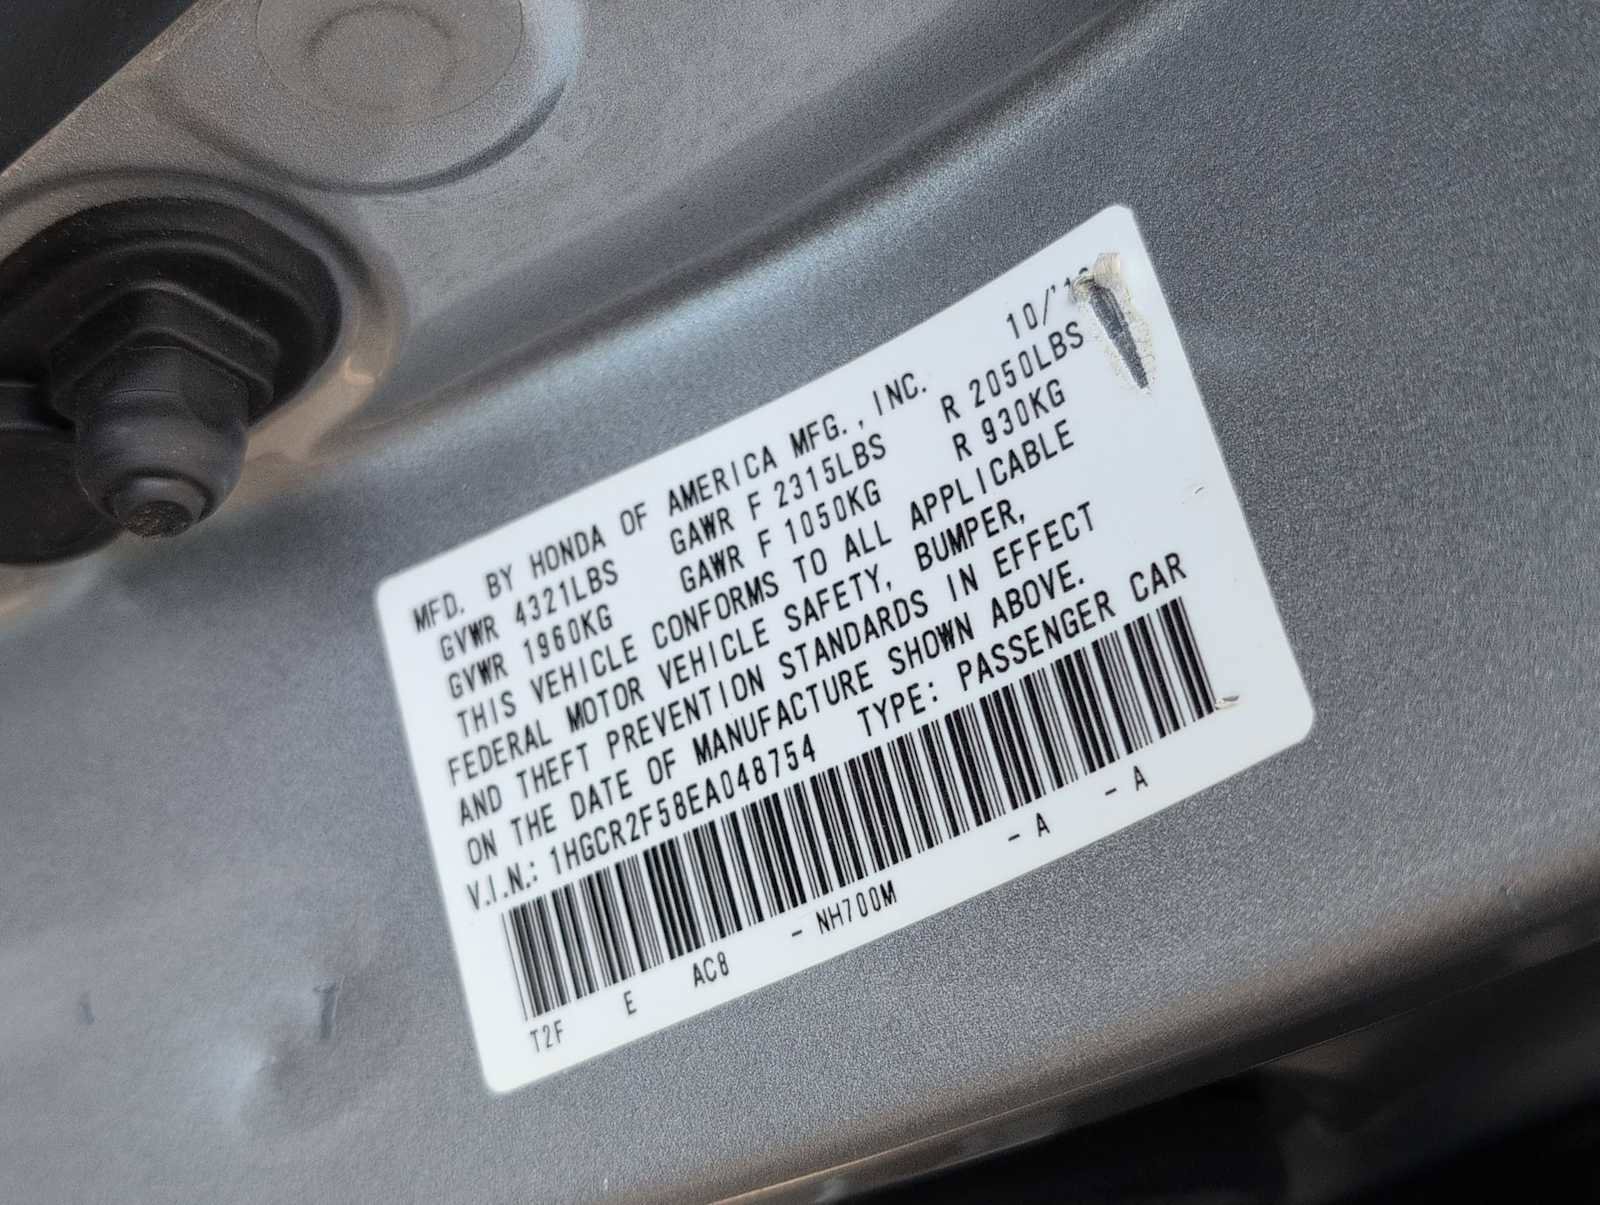 MFD. BY HONDA OF AMERICA MFG., INC. 10/'
GVWR 4321LBS GAWR F 2315LBS R 2050LBS
GVWR 1960KG GAWR F 1050KG R 930KG
THIS VEHICLE CONFORMS TO ALL APPLICABLE
FEDERAL MOTOR VEHICLE SAFETY, BUMPER,
AND THEFT PREVENTION STANDARDS IN EFFECT
ON THE DATE OF MANUFACTURE SHOWN ABOVE.
V.I.N.: 1HGCR2F58EA048754 TYPE: PASSENGER CAR
T2F E AC8 - NH700M - A - A